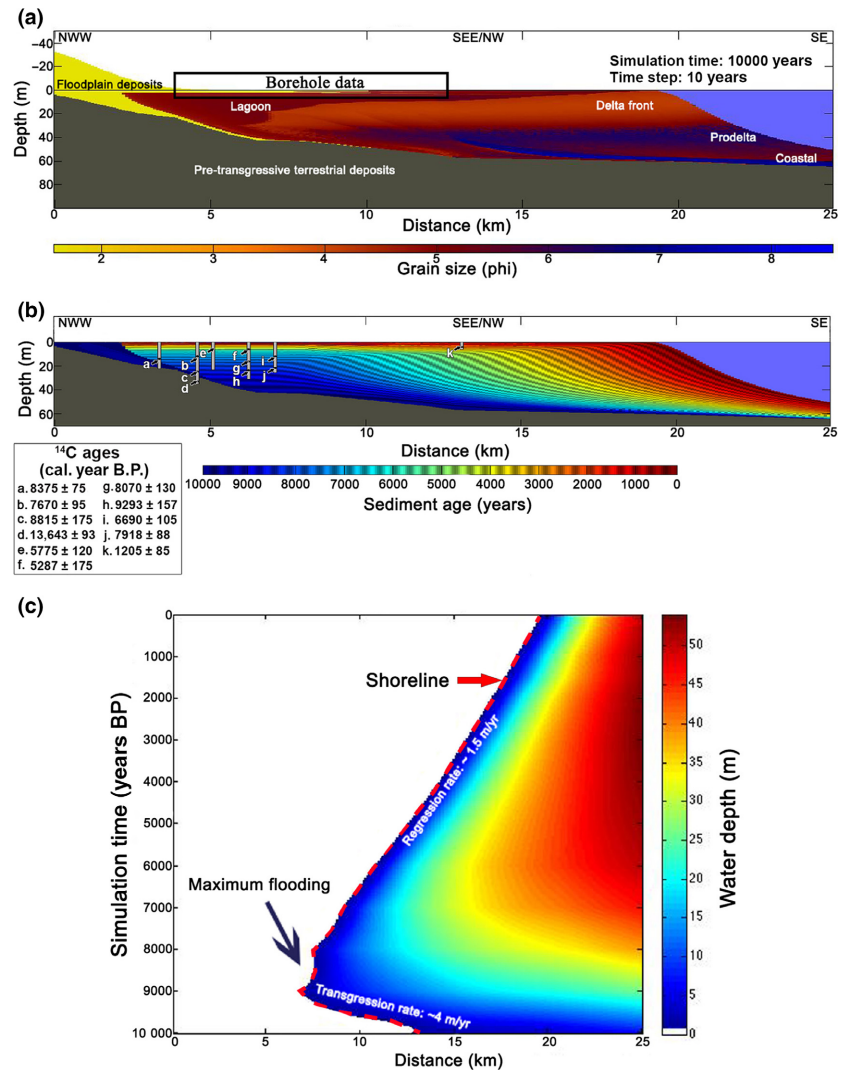 (a)
NWW SEE/NW SE
Simulation time: 10000 years
Time step: 10 years
Floodplain deposits
Borehole data
Lagoon
Delta front
Prodelta
Coastal
Pre-transgressive terrestrial deposits
Depth (m)
-40
-20
0
20
40
60
80
0 5 10 15 20 25
Distance (km)
2 3 4 5 6 7 8
Grain size (phi)
(b)
NWW SEE/NW SE
Depth (m)
0
20
40
60
a b c d e f g h i j k
0 5 10 15 20 25
Distance (km)
14C ages
(cal. year B.P.)
a. 8375 ± 75 g. 8070 ± 130
b. 7670 ± 95 h. 9293 ± 157
c. 8815 ± 175 i. 6690 ± 105
d. 13,643 ± 93 j. 7918 ± 88
e. 5775 ± 120 k. 1205 ± 85
f. 5287 ± 175
10000 9000 8000 7000 6000 5000 4000 3000 2000 1000 0
Sediment age (years)
(c)
Simulation time (years BP)
0
1000
2000
3000
4000
5000
6000
7000
8000
9000
10 000
Shoreline
Regression rate: ~ 1.5 m/yr
Maximum flooding
Transgression rate: ~4 m/yr
0 5 10 15 20 25
Distance (km)
50
45
40
35
30
25
20
15
10
5
0
Water depth (m)